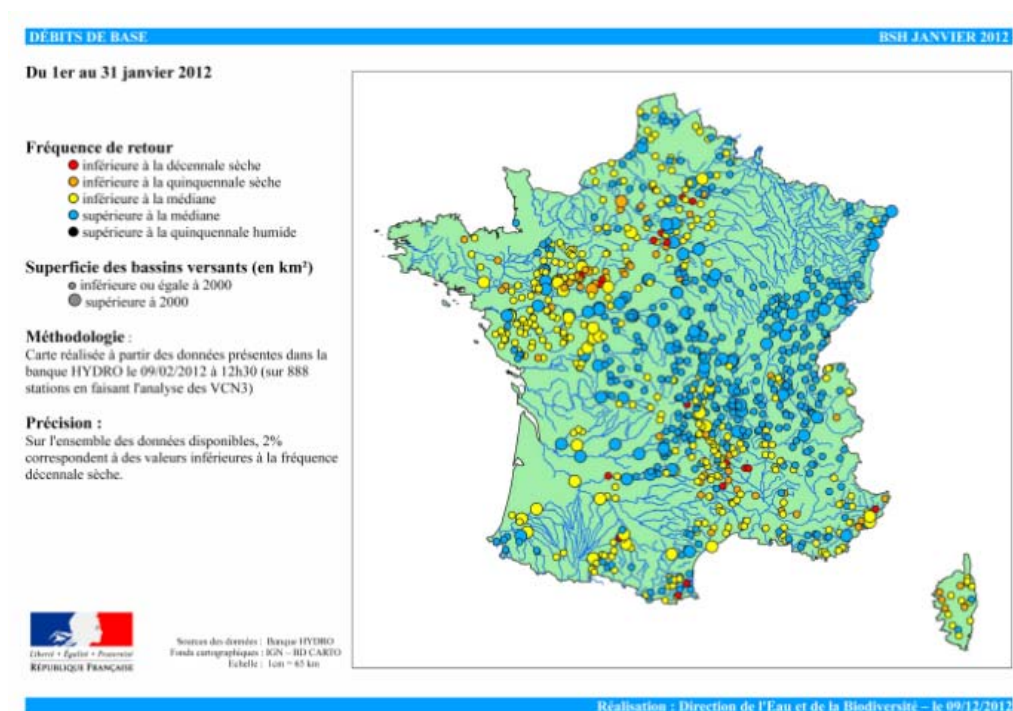 DÉBITS DE BASE
BSH JANVIER 2012
Du 1er au 31 janvier 2012
Fréquence de retour
inférieure à la décennale sèche
inférieure à la quinquennale sèche
inférieure à la médiane
supérieure à la médiane
supérieure à la quinquennale humide
Superficie des bassins versants (en km²)
inférieure ou égale à 2000
supérieure à 2000
Méthodologie :
Carte réalisée à partir des données présentes dans la
banque HYDRO le 09/02/2012 à 12h30 (sur 888
stations en faisant l'analyse des VCN3)
Précision :
Sur l'ensemble des données disponibles, 2%
correspondent à des valeurs inférieures à la fréquence
décennale sèche.
Liberté • Égalité • Fraternité
RÉPUBLIQUE FRANÇAISE
Sources des données : Banque HYDRO
Fonds cartographiques : IGN – BD CARTO
Echelle : 1cm = 65 km
Réalisation : Direction de l'Eau et de la Biodiversité – le 09/12/2012